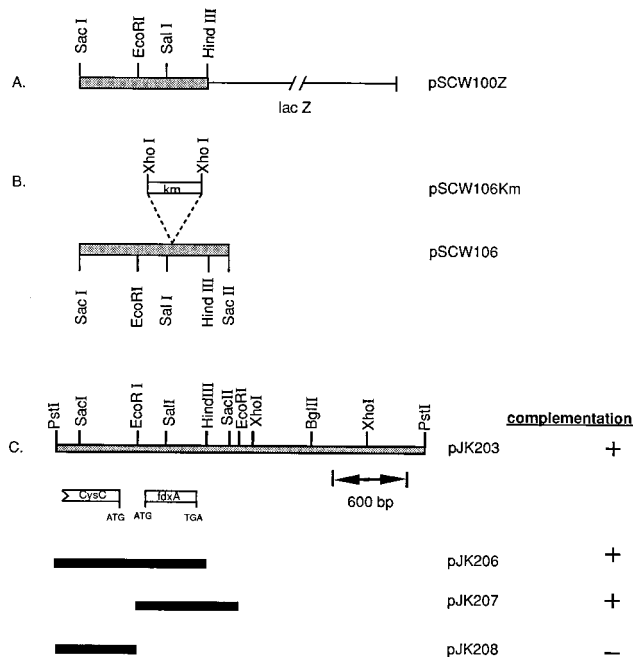 Sac I
EcoRI
Sal I
Hind III
A.
pSCW100Z
lac Z
Xho I
Xho I
B.
km
pSCW106Km
pSCW106
Sac I
EcoRI
Sal I
Hind III
Sac II
PstI
SacI
EcoR I
SalI
HindIII
SacII
EcoRI
XhoI
BglII
XhoI
PstI
complementation
C.
pJK203
+
600 bp
CysC
fdxA
ATG
ATG
TGA
pJK206
+
pJK207
+
pJK208
–